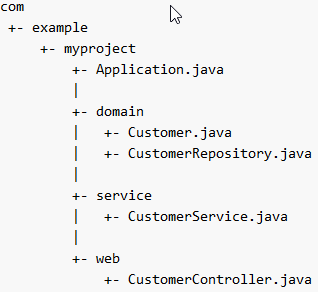 com
+- example
+- myproject
+- Application.java
|
+- domain
| +- Customer.java
| +- CustomerRepository.java
|
+- service
| +- CustomerService.java
|
+- web
+- CustomerController.java